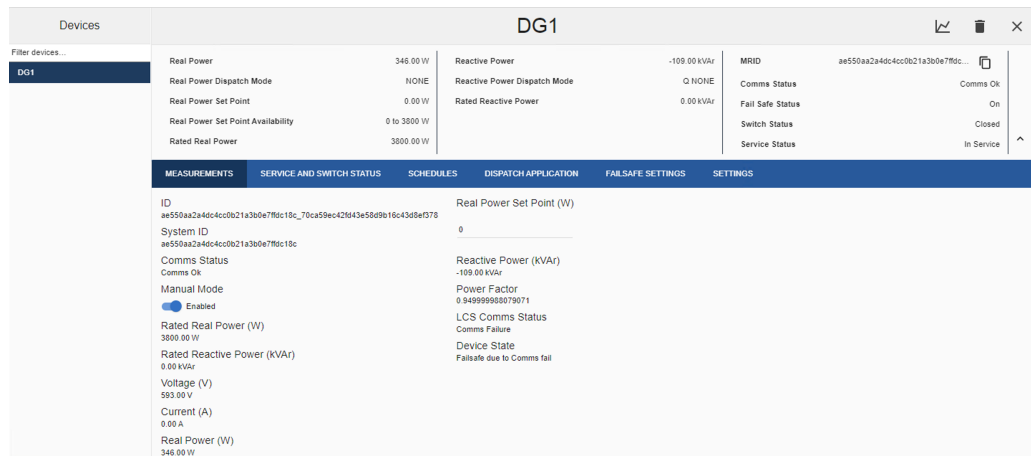 Devices
DG1
Filter devices...
DG1
Real Power 346.00 W
Real Power Dispatch Mode NONE
Real Power Set Point 0.00 W
Real Power Set Point Availability 0 to 3800 W
Rated Real Power 3800.00 W
Reactive Power -109.00 kVAr
Reactive Power Dispatch Mode Q NONE
Rated Reactive Power 0.00 kVAr
MRID ae550aa2a4dc4cc0b21a3b0e7ffdc...
Comms Status Comms Ok
Fail Safe Status On
Switch Status Closed
Service Status In Service
MEASUREMENTS SERVICE AND SWITCH STATUS SCHEDULES DISPATCH APPLICATION FAILSAFE SETTINGS SETTINGS
ID
ae550aa2a4dc4cc0b21a3b0e7ffdc18c_70ca59ec42fd43e58d9b16c43d8ef378
System ID
ae550aa2a4dc4cc0b21a3b0e7ffdc18c
Comms Status
Comms Ok
Manual Mode
Enabled
Rated Real Power (W)
3800.00 W
Rated Reactive Power (kVAr)
0.00 kVAr
Voltage (V)
593.00 V
Current (A)
0.00 A
Real Power (W)
346.00 W
Real Power Set Point (W)
0
Reactive Power (kVAr)
-109.00 kVAr
Power Factor
0.949999988079071
LCS Comms Status
Comms Failure
Device State
Failsafe due to Comms fail